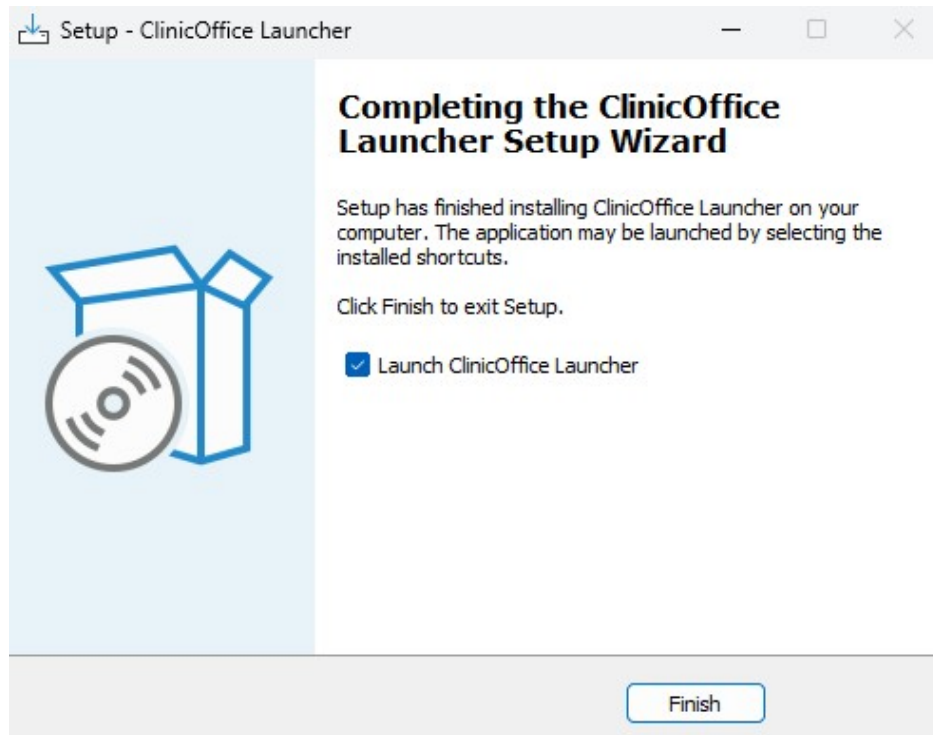 Setup - ClinicOffice Launcher
Completing the ClinicOffice
Launcher Setup Wizard
Setup has finished installing ClinicOffice Launcher on your
computer. The application may be launched by selecting the
installed shortcuts.
Click Finish to exit Setup.
Launch ClinicOffice Launcher
Finish